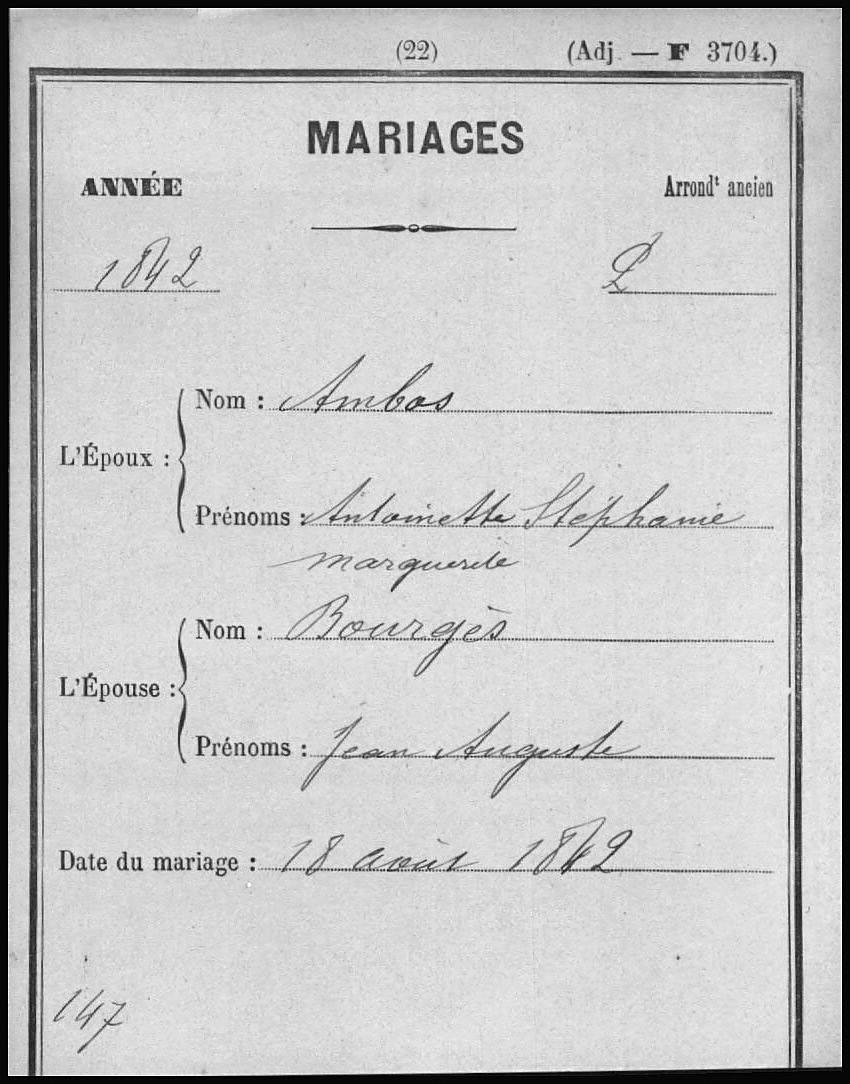 (22) (Adj. — F 3704.)
MARIAGES
ANNÉE Arrond^t ancien
1842 2
L'Époux :
Nom : Ambos
Prénoms : Antoinette Stéphanie
marguerite
L'Épouse :
Nom : Bourgès
Prénoms : Jean Auguste
Date du mariage : 18 août 1842
147